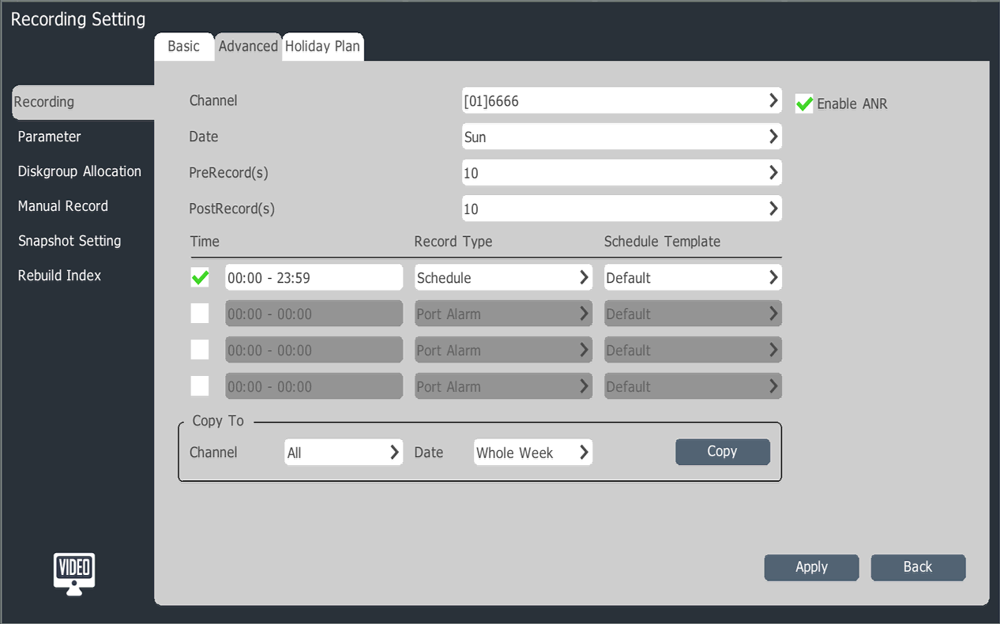 Recording Setting
Basic Advanced Holiday Plan
Recording
Parameter
Diskgroup Allocation
Manual Record
Snapshot Setting
Rebuild Index
VIDEO
Channel [01]6666 Enable ANR
Date Sun
PreRecord(s) 10
PostRecord(s) 10
Time Record Type Schedule Template
00:00 - 23:59 Schedule Default
00:00 - 00:00 Port Alarm Default
00:00 - 00:00 Port Alarm Default
00:00 - 00:00 Port Alarm Default
Copy To
Channel All Date Whole Week Copy
Apply Back